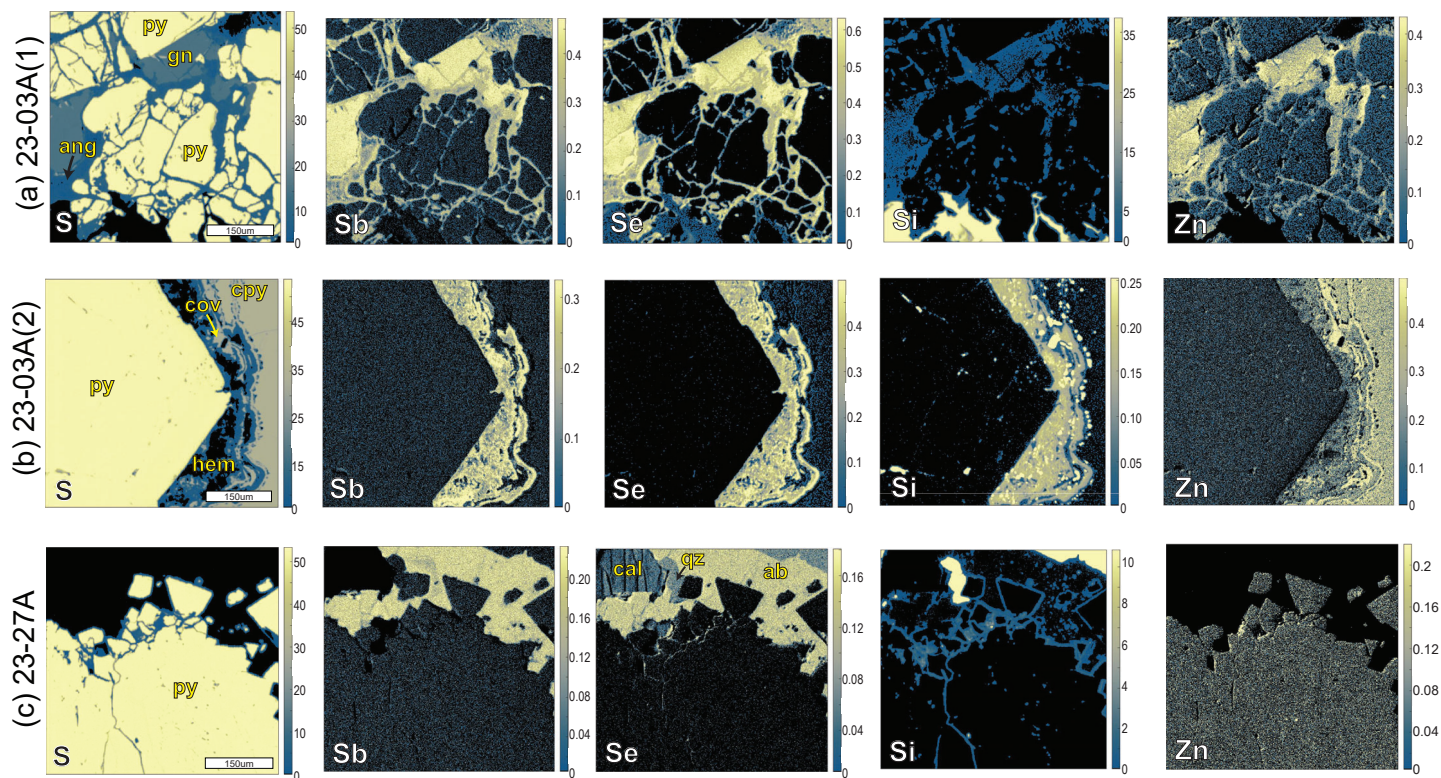 (a) 23-03A(1)
py
gn
ang
py
S
150um
50
40
30
20
10
0
Sb
0.4
0.3
0.2
0.1
0
Se
0.6
0.5
0.4
0.3
0.2
0.1
0
Si
35
30
25
20
15
10
5
0
Zn
0.4
0.3
0.2
0.1
0
(b) 23-03A(2)
cpy
cov
py
hem
S
150um
45
35
25
15
0
Sb
0.3
0.2
0.1
0
Se
0.4
0.3
0.2
0.1
0
Si
0.25
0.20
0.15
0.10
0.05
0
Zn
0.4
0.3
0.2
0.1
0
(c) 23-27A
py
S
150um
50
40
30
20
10
0
Sb
0.20
0.16
0.12
0.08
0.04
cal
qz
ab
Se
0.16
0.12
0.08
0.04
0
Si
10
8
6
4
2
0
Zn
0.2
0.16
0.12
0.08
0.04